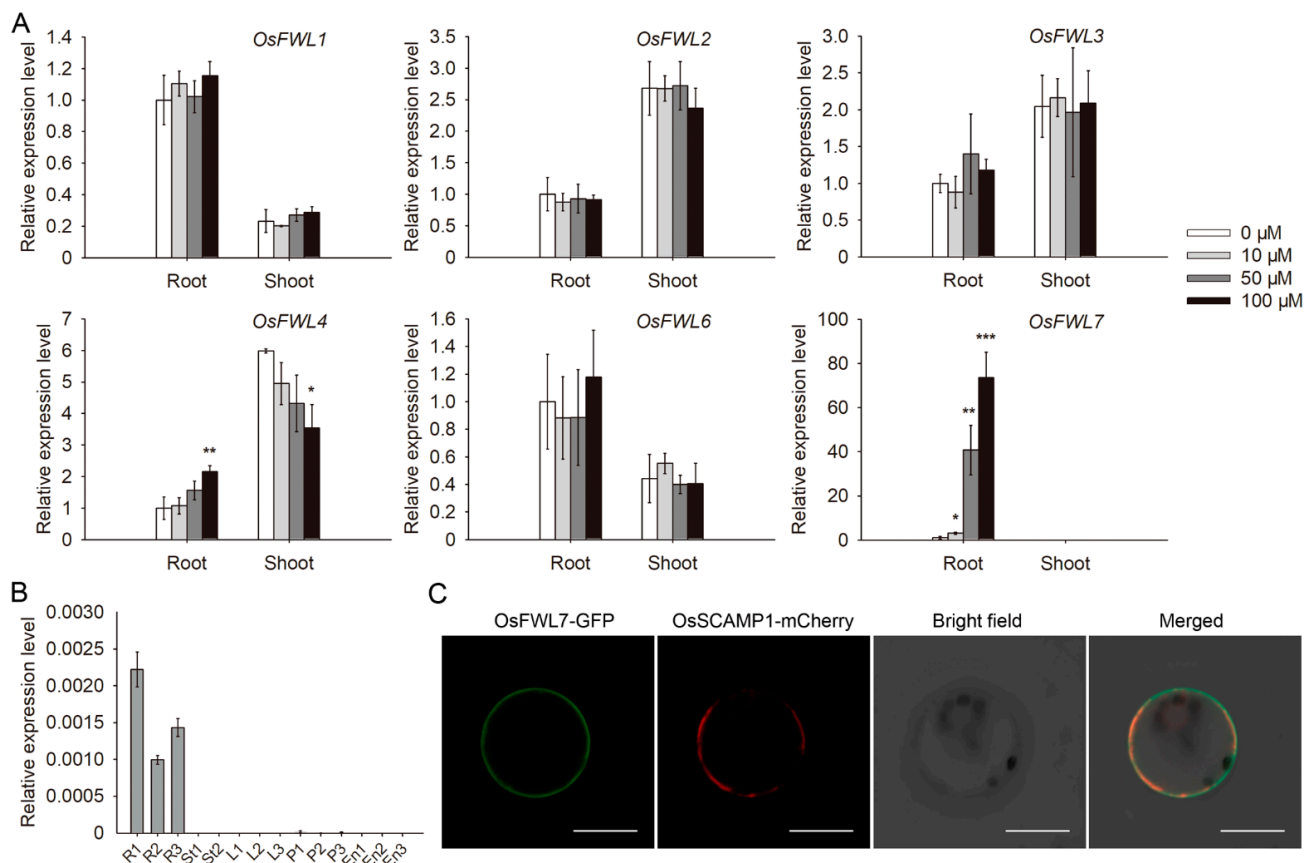 A
OsFWL1
Relative expression level
1.4
1.2
1.0
0.8
0.6
0.4
0.2
0
Root
Shoot
OsFWL2
Relative expression level
3.5
3.0
2.5
2.0
1.5
1.0
0.5
0
Root
Shoot
OsFWL3
Relative expression level
3.0
2.5
2.0
1.5
1.0
0.5
0
Root
Shoot
0 µM
10 µM
50 µM
100 µM
OsFWL4
Relative expression level
7
6
5
4
3
2
1
0
**
*
Root
Shoot
OsFWL6
Relative expression level
1.6
1.4
1.2
1.0
0.8
0.6
0.4
0.2
0
Root
Shoot
OsFWL7
Relative expression level
100
80
60
40
20
0
*
**
***
Root
Shoot
B
Relative expression level
0.0030
0.0025
0.0020
0.0015
0.0010
0.0005
0
R1
R2
R3
St1
St2
L1
L2
L3
P1
P2
P3
En1
En2
En3
C
OsFWL7-GFP
OsSCAMP1-mCherry
Bright field
Merged